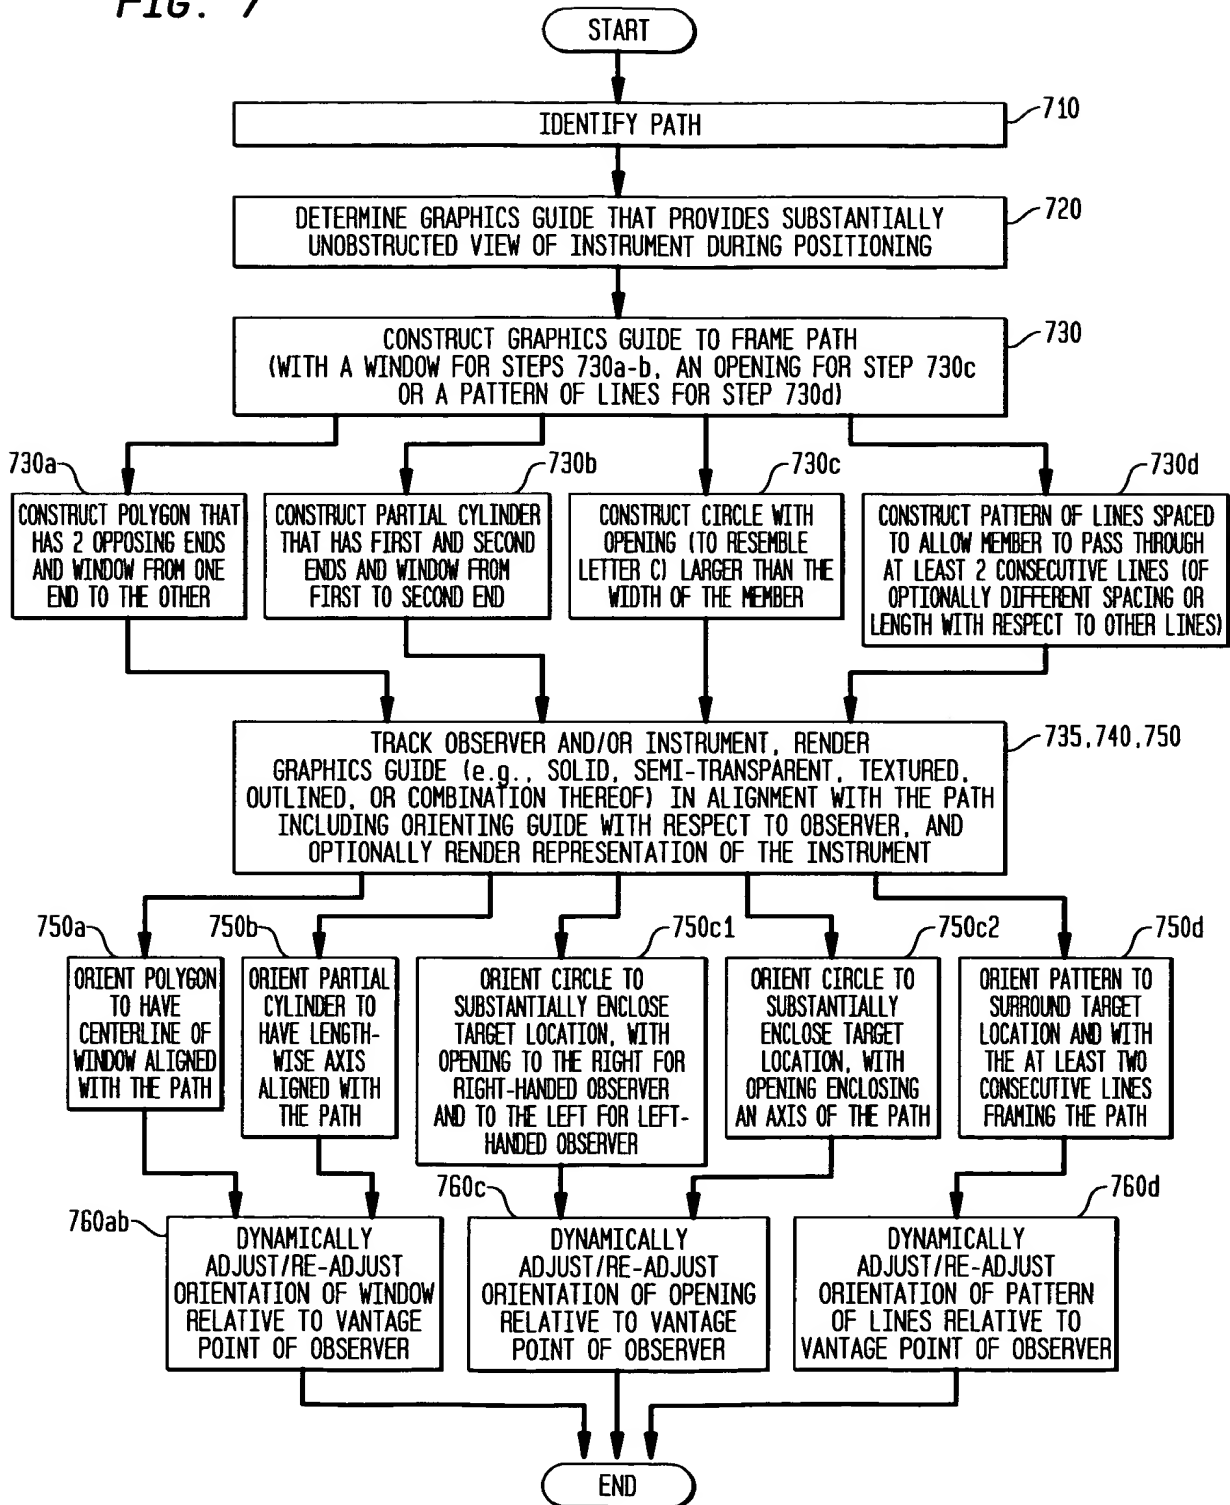 FIG. 7
START
IDENTIFY PATH
710
DETERMINE GRAPHICS GUIDE THAT PROVIDES SUBSTANTIALLY
UNOBSTRUCTED VIEW OF INSTRUMENT DURING POSITIONING
720
CONSTRUCT GRAPHICS GUIDE TO FRAME PATH
(WITH A WINDOW FOR STEPS 730a-b, AN OPENING FOR STEP 730c
OR A PATTERN OF LINES FOR STEP 730d)
730
730a
CONSTRUCT POLYGON THAT
HAS 2 OPPOSING ENDS
AND WINDOW FROM ONE
END TO THE OTHER
730b
CONSTRUCT PARTIAL CYLINDER
THAT HAS FIRST AND SECOND
ENDS AND WINDOW FROM
FIRST TO SECOND END
730c
CONSTRUCT CIRCLE WITH
OPENING (TO RESEMBLE
LETTER C) LARGER THAN THE
WIDTH OF THE MEMBER
730d
CONSTRUCT PATTERN OF LINES SPACED
TO ALLOW MEMBER TO PASS THROUGH
AT LEAST 2 CONSECUTIVE LINES (OF
OPTIONALLY DIFFERENT SPACING OR
LENGTH WITH RESPECT TO OTHER LINES)
TRACK OBSERVER AND/OR INSTRUMENT, RENDER
GRAPHICS GUIDE (e.g., SOLID, SEMI-TRANSPARENT, TEXTURED,
OUTLINED, OR COMBINATION THEREOF) IN ALIGNMENT WITH THE PATH
INCLUDING ORIENTING GUIDE WITH RESPECT TO OBSERVER, AND
OPTIONALLY RENDER REPRESENTATION OF THE INSTRUMENT
735,740,750
750a
ORIENT POLYGON
TO HAVE
CENTERLINE OF
WINDOW ALIGNED
WITH THE PATH
750b
ORIENT PARTIAL
CYLINDER TO
HAVE LENGTH-
WISE AXIS
ALIGNED WITH
THE PATH
750c1
ORIENT CIRCLE TO
SUBSTANTIALLY ENCLOSE
TARGET LOCATION, WITH
OPENING TO THE RIGHT FOR
RIGHT-HANDED OBSERVER
AND TO THE LEFT FOR LEFT-
HANDED OBSERVER
750c2
ORIENT CIRCLE TO
SUBSTANTIALLY
ENCLOSE TARGET
LOCATION, WITH
OPENING ENCLOSING
AN AXIS OF THE PATH
750d
ORIENT PATTERN TO
SURROUND TARGET
LOCATION AND WITH
THE AT LEAST TWO
CONSECUTIVE LINES
FRAMING THE PATH
760ab
DYNAMICALLY
ADJUST/RE-ADJUST
ORIENTATION OF WINDOW
RELATIVE TO VANTAGE
POINT OF OBSERVER
760c
DYNAMICALLY
ADJUST/RE-ADJUST
ORIENTATION OF OPENING
RELATIVE TO VANTAGE
POINT OF OBSERVER
760d
DYNAMICALLY
ADJUST/RE-ADJUST
ORIENTATION OF PATTERN
OF LINES RELATIVE TO
VANTAGE POINT OF OBSERVER
END